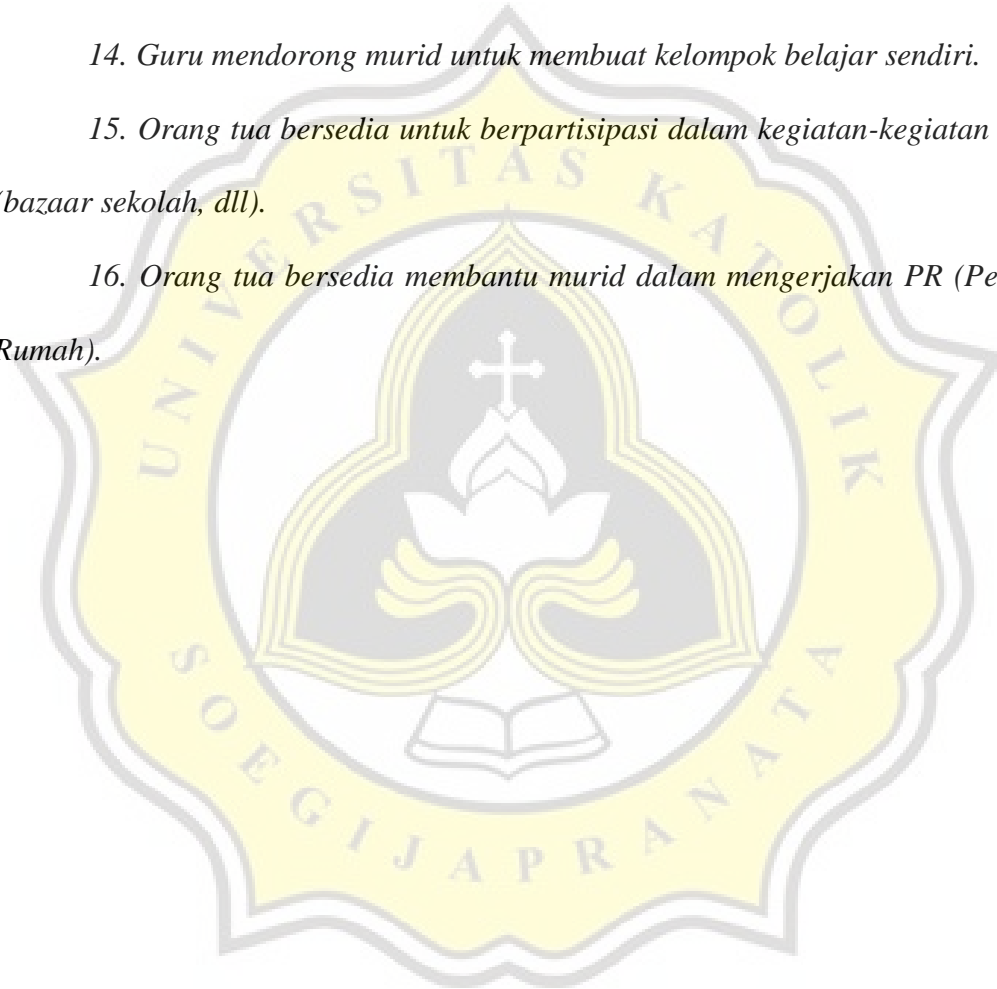 14. Guru mendorong murid untuk membuat kelompok belajar sendiri.
15. Orang tua bersedia untuk berpartisipasi dalam kegiatan-kegiatan
(bazaar sekolah, dll).
16. Orang tua bersedia membantu murid dalam mengerjakan PR (Pe
Rumah).
UNIVERSITAS KATOLIK
SOEGIJAPRANATA